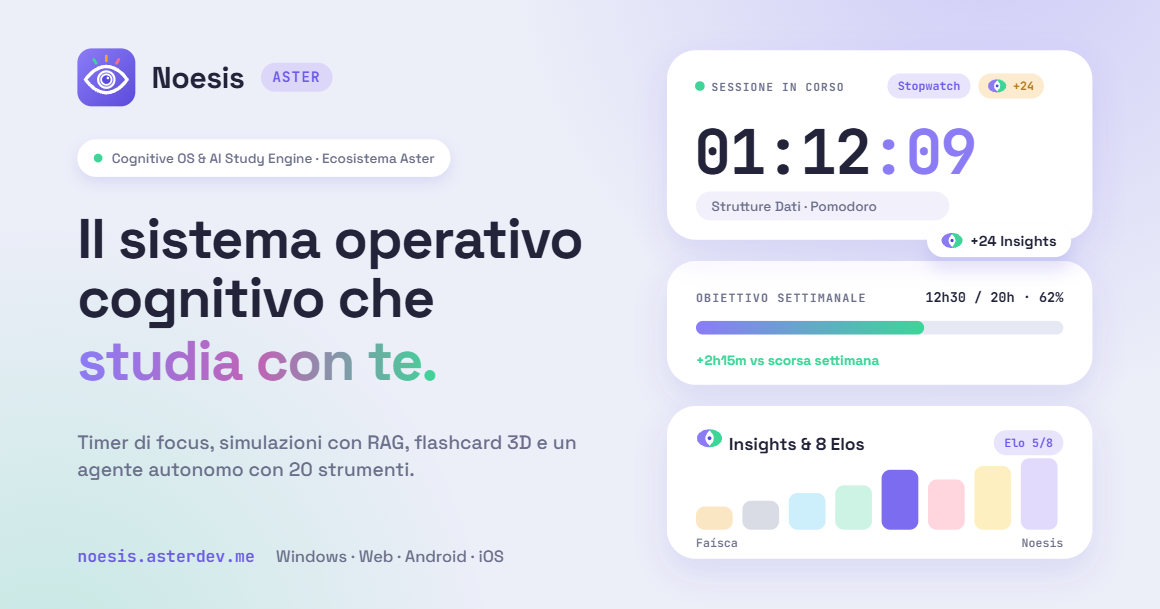 Noesis ASTER
Cognitive OS & AI Study Engine · Ecosistema Aster
Il sistema operativo
cognitivo che
studia con te.
Timer di focus, simulazioni con RAG, flashcard 3D e un
agente autonomo con 20 strumenti.
noesis.asterdev.me Windows · Web · Android · iOS
SESSIONE IN CORSO Stopwatch +24
01:12:09
Strutture Dati · Pomodoro
+24 Insights
OBIETTIVO SETTIMANALE 12h30 / 20h · 62%
+2h15m vs scorsa settimana
Insights & 8 Elos Elo 5/8
Faísca Noesis